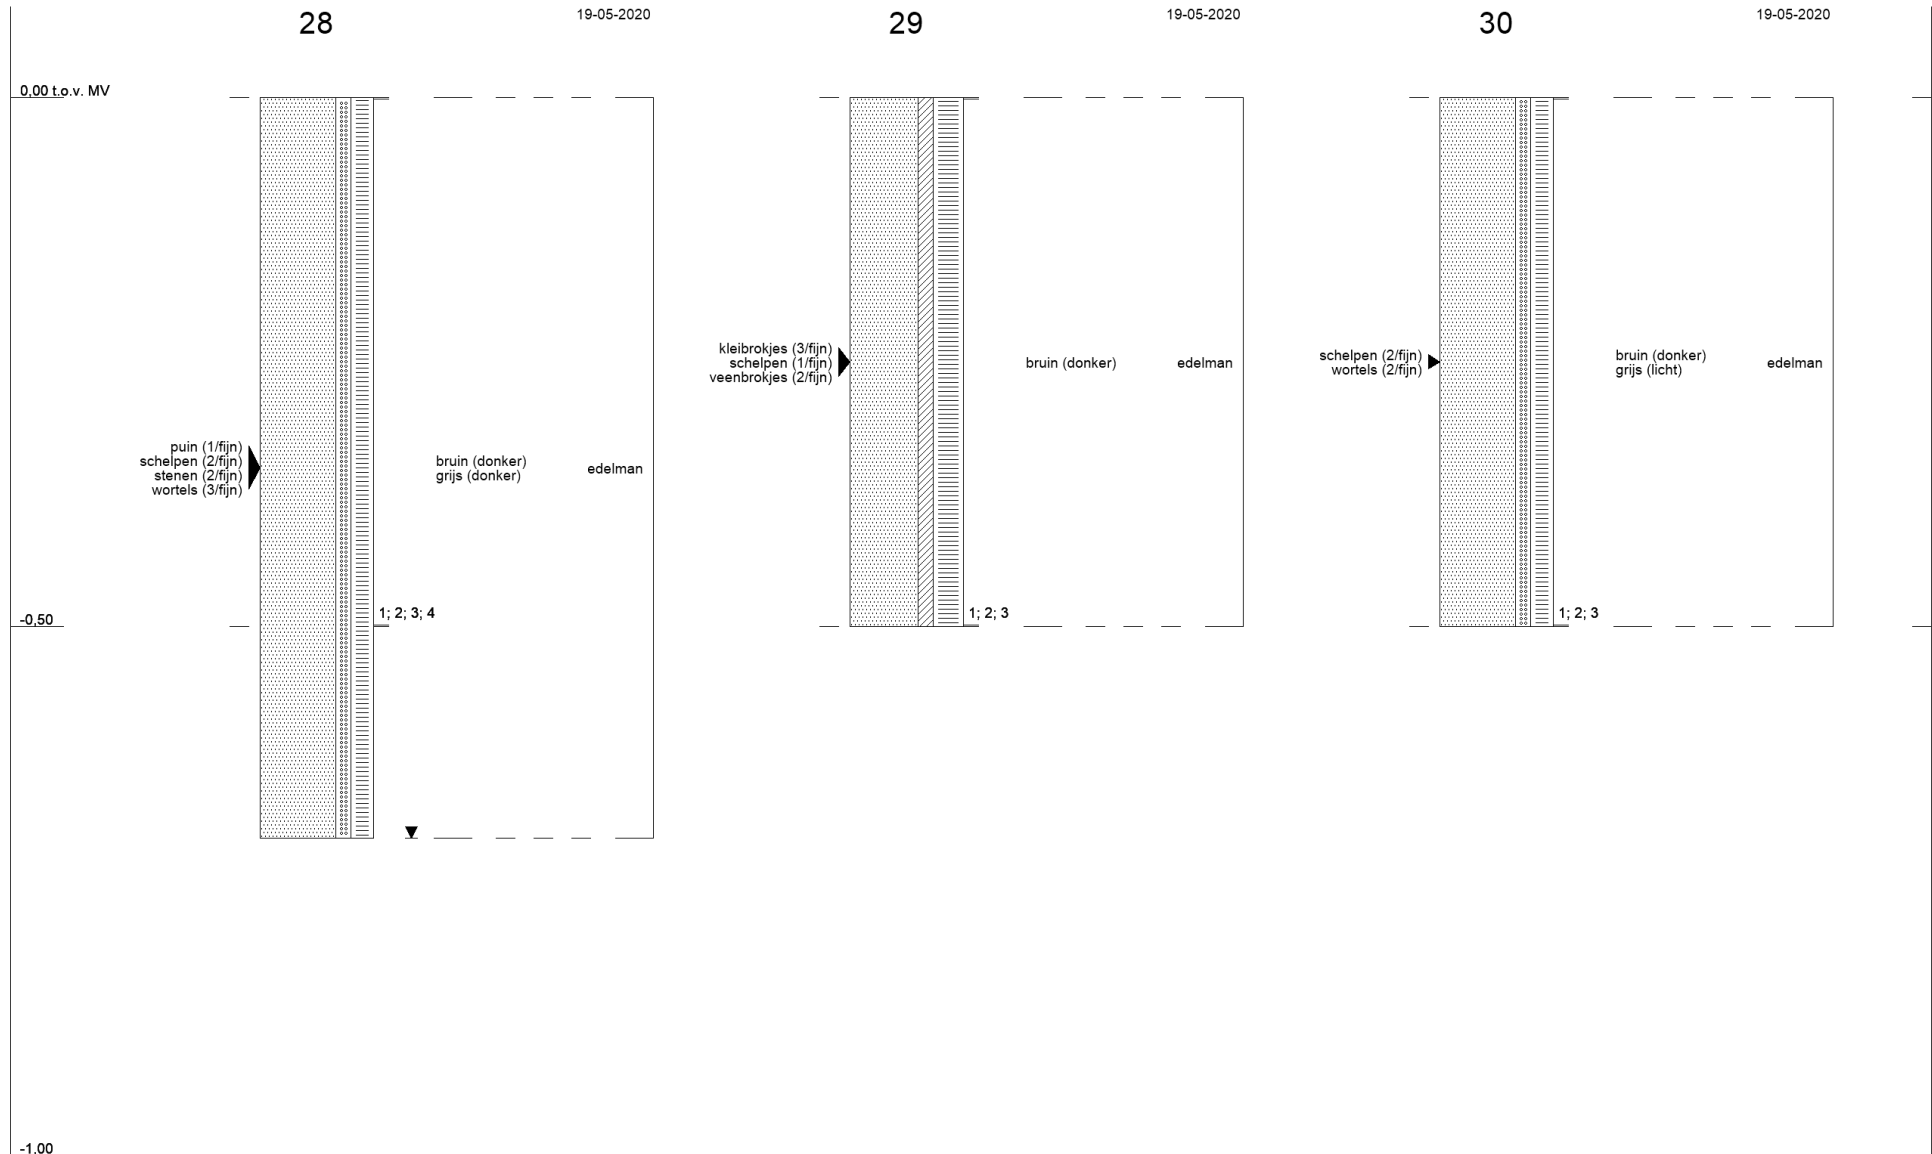 28
19-05-2020
29
19-05-2020
30
19-05-2020
0,00 t.o.v. MV
kleibrokjes (3/fijn)
schelpen (1/fijn)
veenbrokjes (2/fijn)
bruin (donker)
edelman
schelpen (2/fijn)
wortels (2/fijn)
bruin (donker)
grijs (licht)
edelman
puin (1/fijn)
schelpen (2/fijn)
stenen (2/fijn)
wortels (3/fijn)
bruin (donker)
grijs (donker)
edelman
-0,50
1; 2; 3; 4
1; 2; 3
1; 2; 3
-1,00